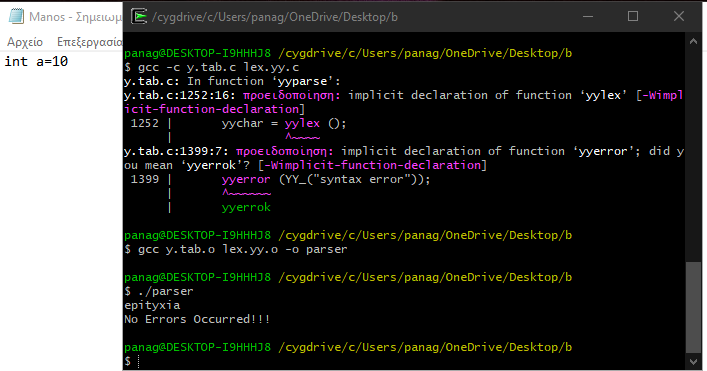 Manos - Σημειωμ
Αρχείο Επεξεργασία
int a=10
/cygdrive/c/Users/panag/OneDrive/Desktop/b
panag@DESKTOP-I9HHHJ8 /cygdrive/c/Users/panag/OneDrive/Desktop/b
$ gcc -c y.tab.c lex.yy.c
y.tab.c: In function ‘yyparse’:
y.tab.c:1252:16: προειδοποίηση: implicit declaration of function ‘yylex’ [-Wimpl
icit-function-declaration]
1252 | yychar = yylex ();
| ^~~~~
y.tab.c:1399:7: προειδοποίηση: implicit declaration of function ‘yyerror’; did y
ou mean ‘yyerrok’? [-Wimplicit-function-declaration]
1399 | yyerror (YY_("syntax error"));
| ^~~~~~~
| yyerrok
panag@DESKTOP-I9HHHJ8 /cygdrive/c/Users/panag/OneDrive/Desktop/b
$ gcc y.tab.o lex.yy.o -o parser
panag@DESKTOP-I9HHHJ8 /cygdrive/c/Users/panag/OneDrive/Desktop/b
$ ./parser
epityxia
No Errors Occurred!!!
panag@DESKTOP-I9HHHJ8 /cygdrive/c/Users/panag/OneDrive/Desktop/b
$